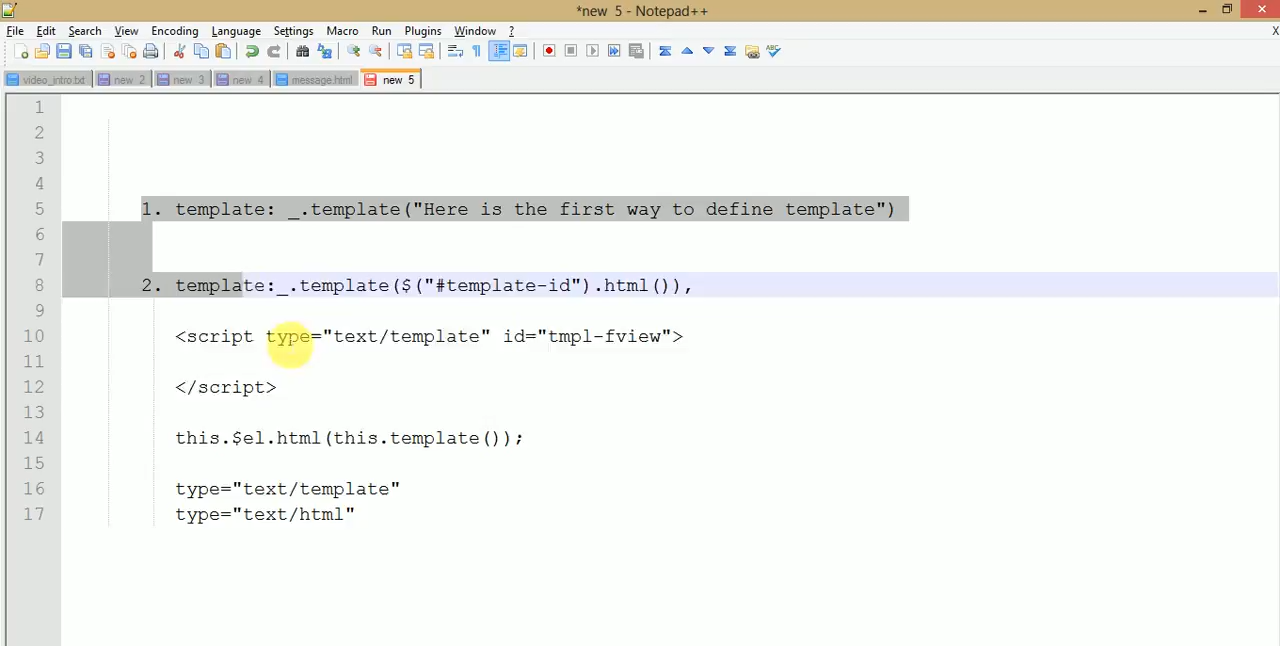 *new  5 - Notepad++
File Edit Search View Encoding Language Settings Macro Run Plugins Window ? X
video_intro.txt new 2 new 3 new 4 message.html new 5
1
2
3
4
5 1. template: _.template("Here is the first way to define template")
6
7
8 2. template:_.template($("#template-id").html()),
9
10 <script type="text/template" id="tmpl-fview">
11
12 </script>
13
14 this.$el.html(this.template());
15
16 type="text/template"
17 type="text/html"